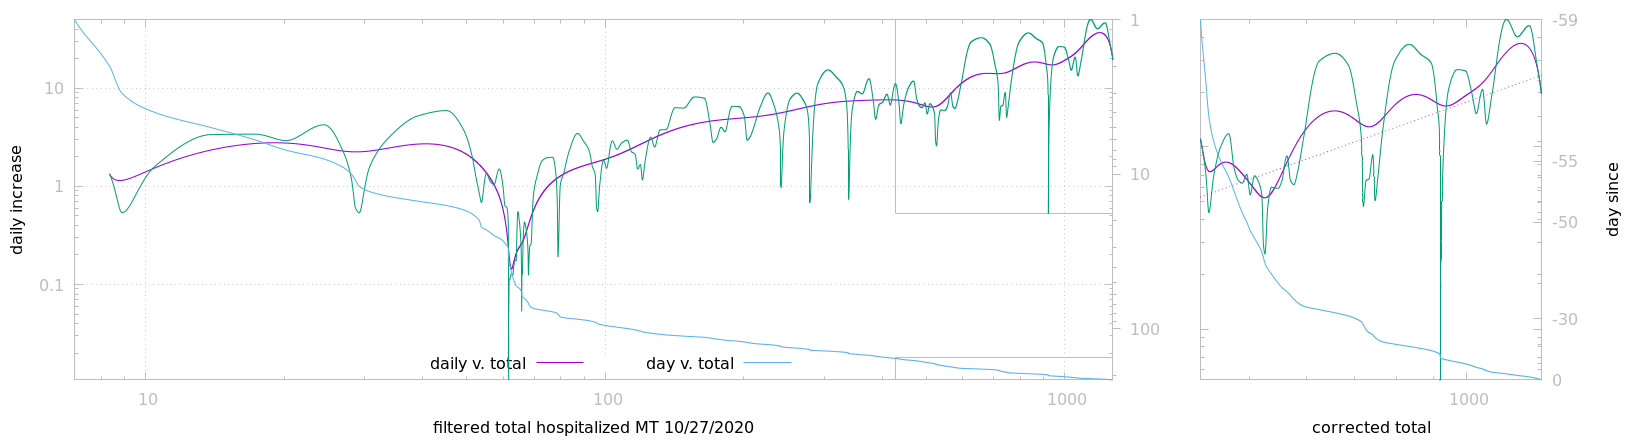 1
-59
10
daily increase
1
0.1
10
100
-55
-50
-30
0
day since
daily v. total
day v. total
10
100
1000
1000
filtered total hospitalized MT 10/27/2020
corrected total